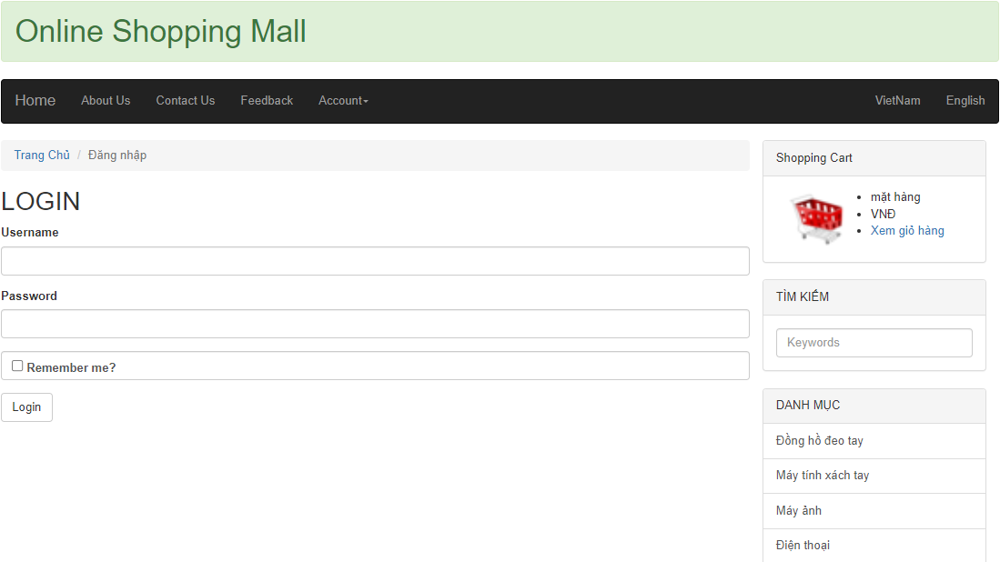 Online Shopping Mall
Home About Us Contact Us Feedback Account VietNam English
Trang Chủ / Đăng nhập
LOGIN
Username
Password
Remember me?
Login
Shopping Cart
mặt hàng
VNĐ
Xem giỏ hàng
TÌM KIẾM
Keywords
DANH MỤC
Đồng hồ đeo tay
Máy tính xách tay
Máy ảnh
Điện thoại